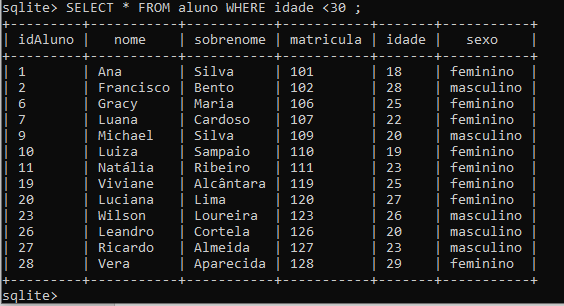 sqlite> SELECT * FROM aluno WHERE idade <30 ;
+---------+-----------+-----------+-----------+-------+-----------+
| idAluno |   nome    | sobrenome | matricula | idade |   sexo    |
+---------+-----------+-----------+-----------+-------+-----------+
| 1       | Ana       | Silva     | 101       | 18    | feminino  |
| 2       | Francisco | Bento     | 102       | 28    | masculino |
| 6       | Gracy     | Maria     | 106       | 25    | feminino  |
| 7       | Luana     | Cardoso   | 107       | 22    | feminino  |
| 9       | Michael   | Silva     | 109       | 20    | masculino |
| 10      | Luiza     | Sampaio   | 110       | 19    | feminino  |
| 11      | Natália   | Ribeiro   | 111       | 23    | feminino  |
| 19      | Viviane   | Alcântara | 119       | 25    | feminino  |
| 20      | Luciana   | Lima      | 120       | 27    | feminino  |
| 23      | Wilson    | Loureira  | 123       | 26    | masculino |
| 26      | Leandro   | Cortela   | 126       | 20    | masculino |
| 27      | Ricardo   | Almeida   | 127       | 23    | masculino |
| 28      | Vera      | Aparecida | 128       | 29    | feminino  |
+---------+-----------+-----------+-----------+-------+-----------+
sqlite>